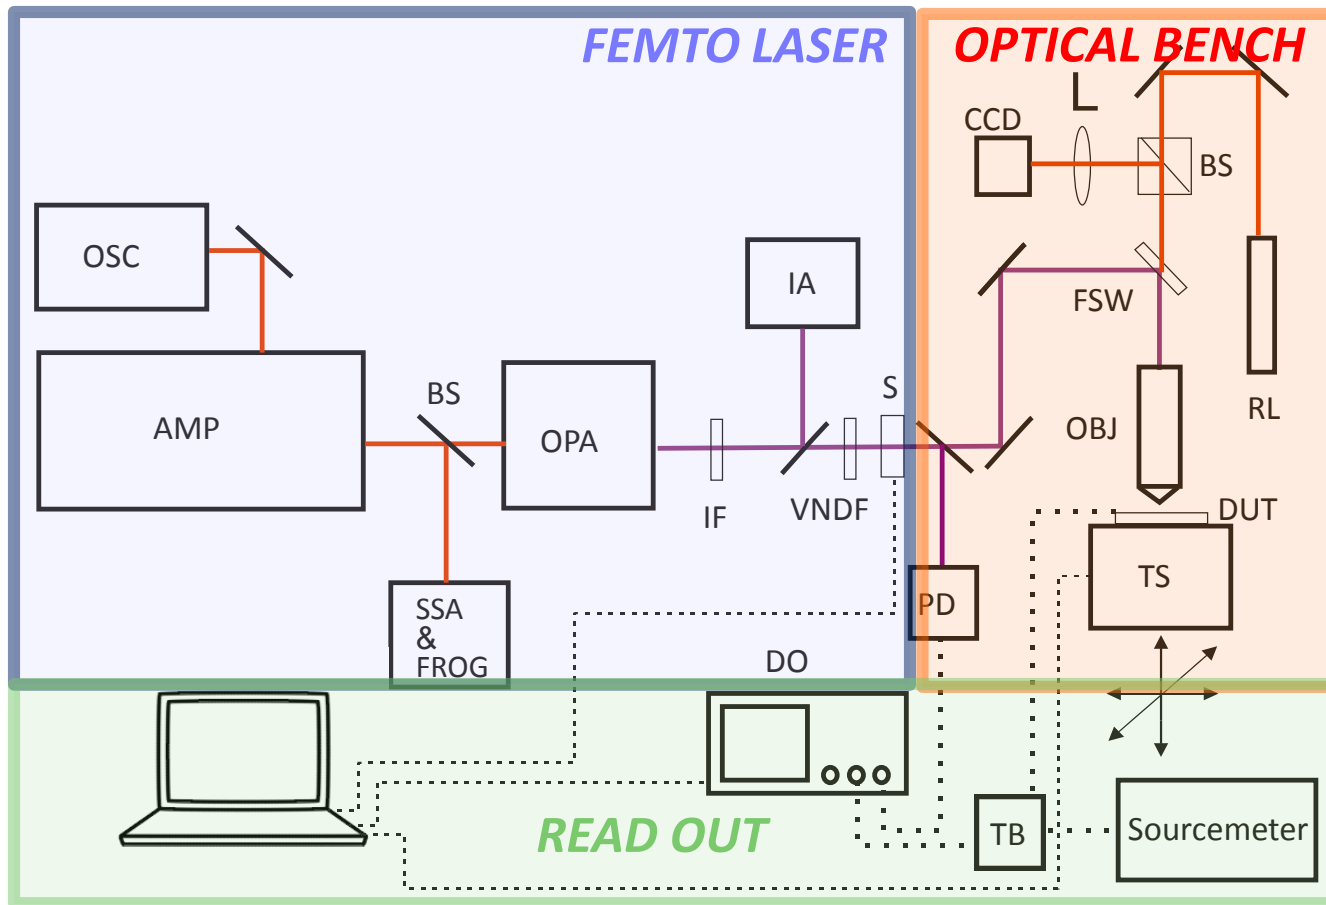 FEMTO LASER
OPTICAL BENCH
L
CCD
BS
OSC
IA
FSW
AMP
BS
OPA
S
OBJ
RL
IF
VNDF
DUT
TS
SSA
&
FROG
PD
DO
READ OUT
TB
Sourcemeter